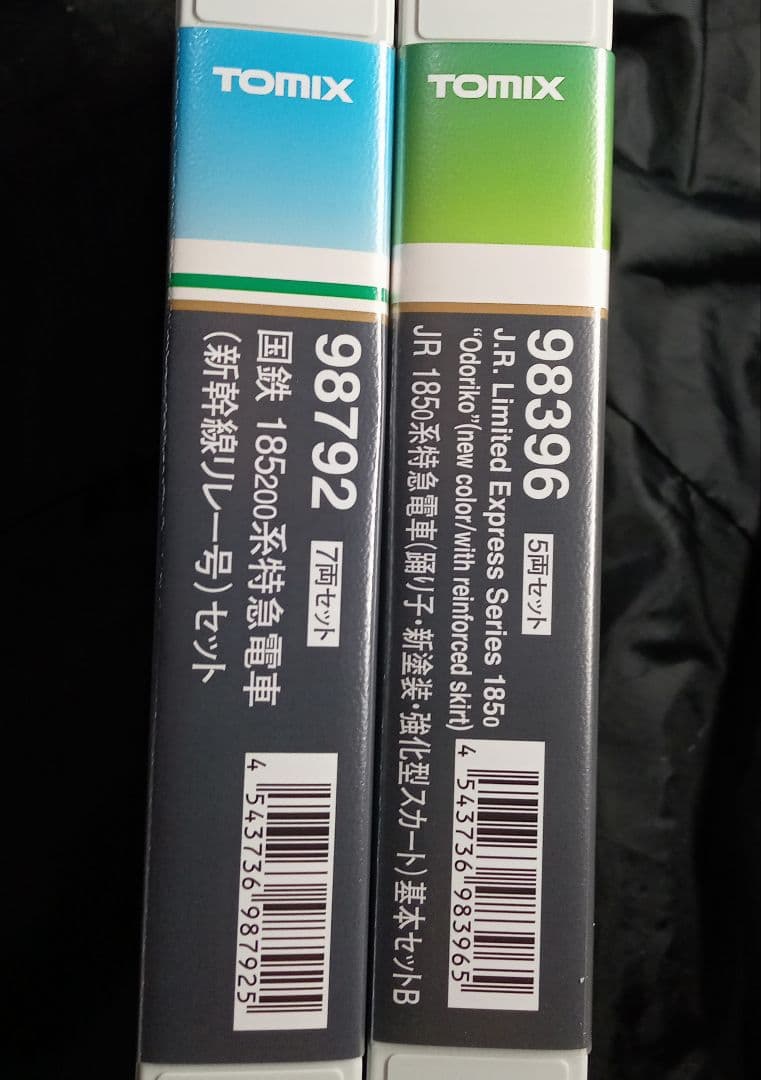 TOMIX
98792 7両セット
国鉄 185200系特急電車
(新幹線リレー号)セット
4 543736 987925
TOMIX
98396 5両セット
J.R. Limited Express Series 1850
“Odoriko”(new color/with reinforced skirt)
JR 1850系特急電車(踊り子・新塗装・強化型スカート)基本セットB
4 543736 983965